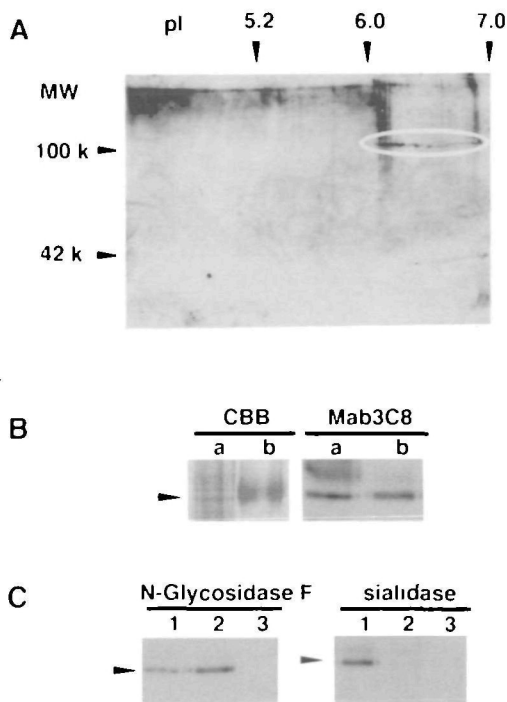 A pI 5.2 6.0 7.0
MW
100 k
42 k
B CBB Mab3C8
a b a b
C N-Glycosidase F sialidase
1 2 3 1 2 3